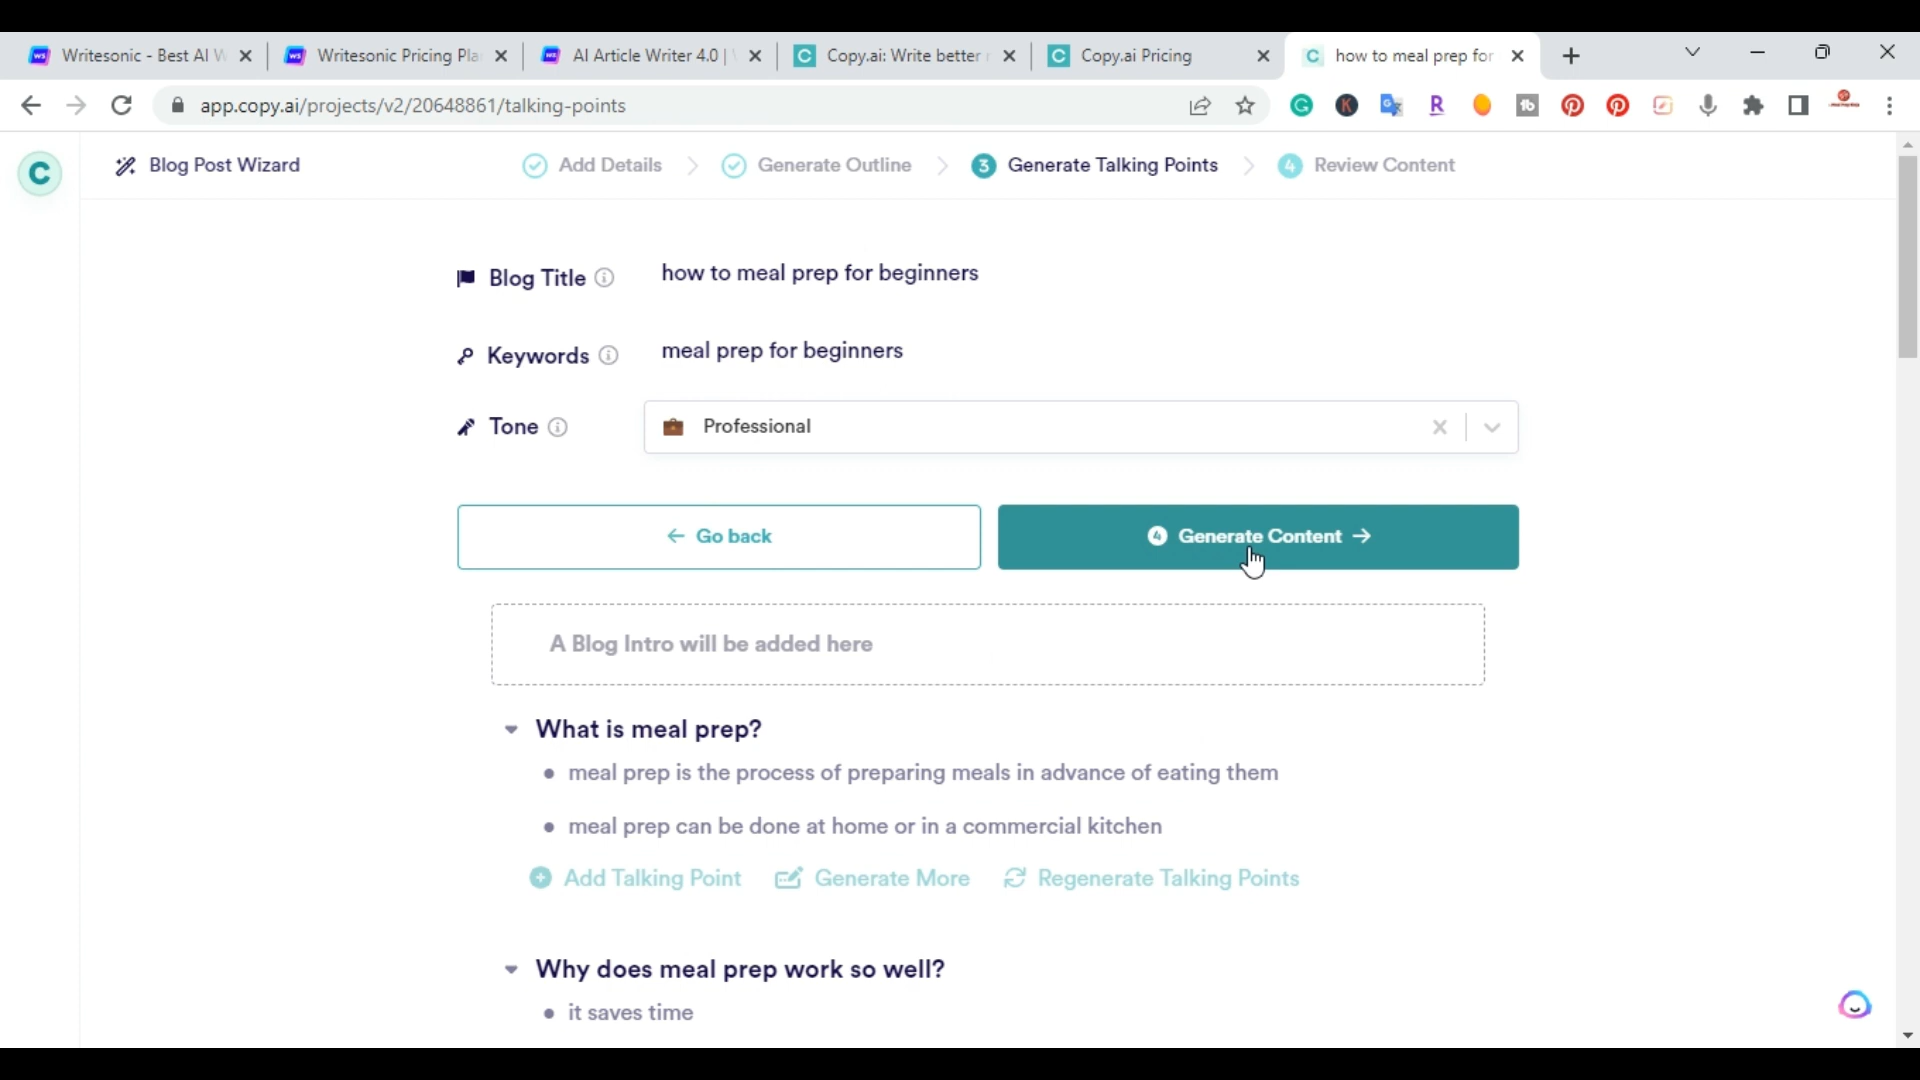 Writesonic - Best AI W
Writesonic Pricing Pla
AI Article Writer 4.0 |
Copy.ai: Write better
Copy.ai Pricing
how to meal prep for
app.copy.ai/projects/v2/20648861/talking-points
C
Blog Post Wizard
Add Details
Generate Outline
3 Generate Talking Points
4 Review Content
Blog Title
how to meal prep for beginners
Keywords
meal prep for beginners
Tone
Professional
← Go back
4 Generate Content →
A Blog Intro will be added here
What is meal prep?
• meal prep is the process of preparing meals in advance of eating them
• meal prep can be done at home or in a commercial kitchen
Add Talking Point
Generate More
Regenerate Talking Points
Why does meal prep work so well?
• it saves time